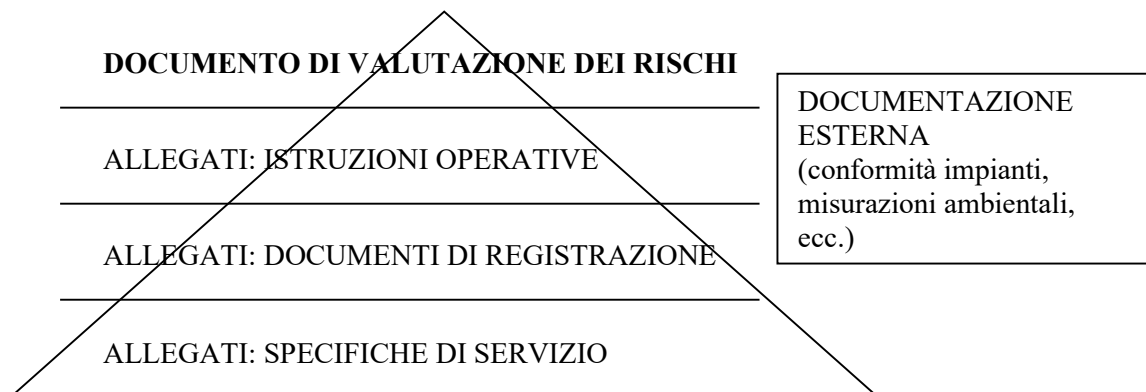 DOCUMENTO DI VALUTAZIONE DEI RISCHI
ALLEGATI: ISTRUZIONI OPERATIVE
ALLEGATI: DOCUMENTI DI REGISTRAZIONE
ALLEGATI: SPECIFICHE DI SERVIZIO
DOCUMENTAZIONE
ESTERNA
(conformità impianti,
misurazioni ambientali,
ecc.)